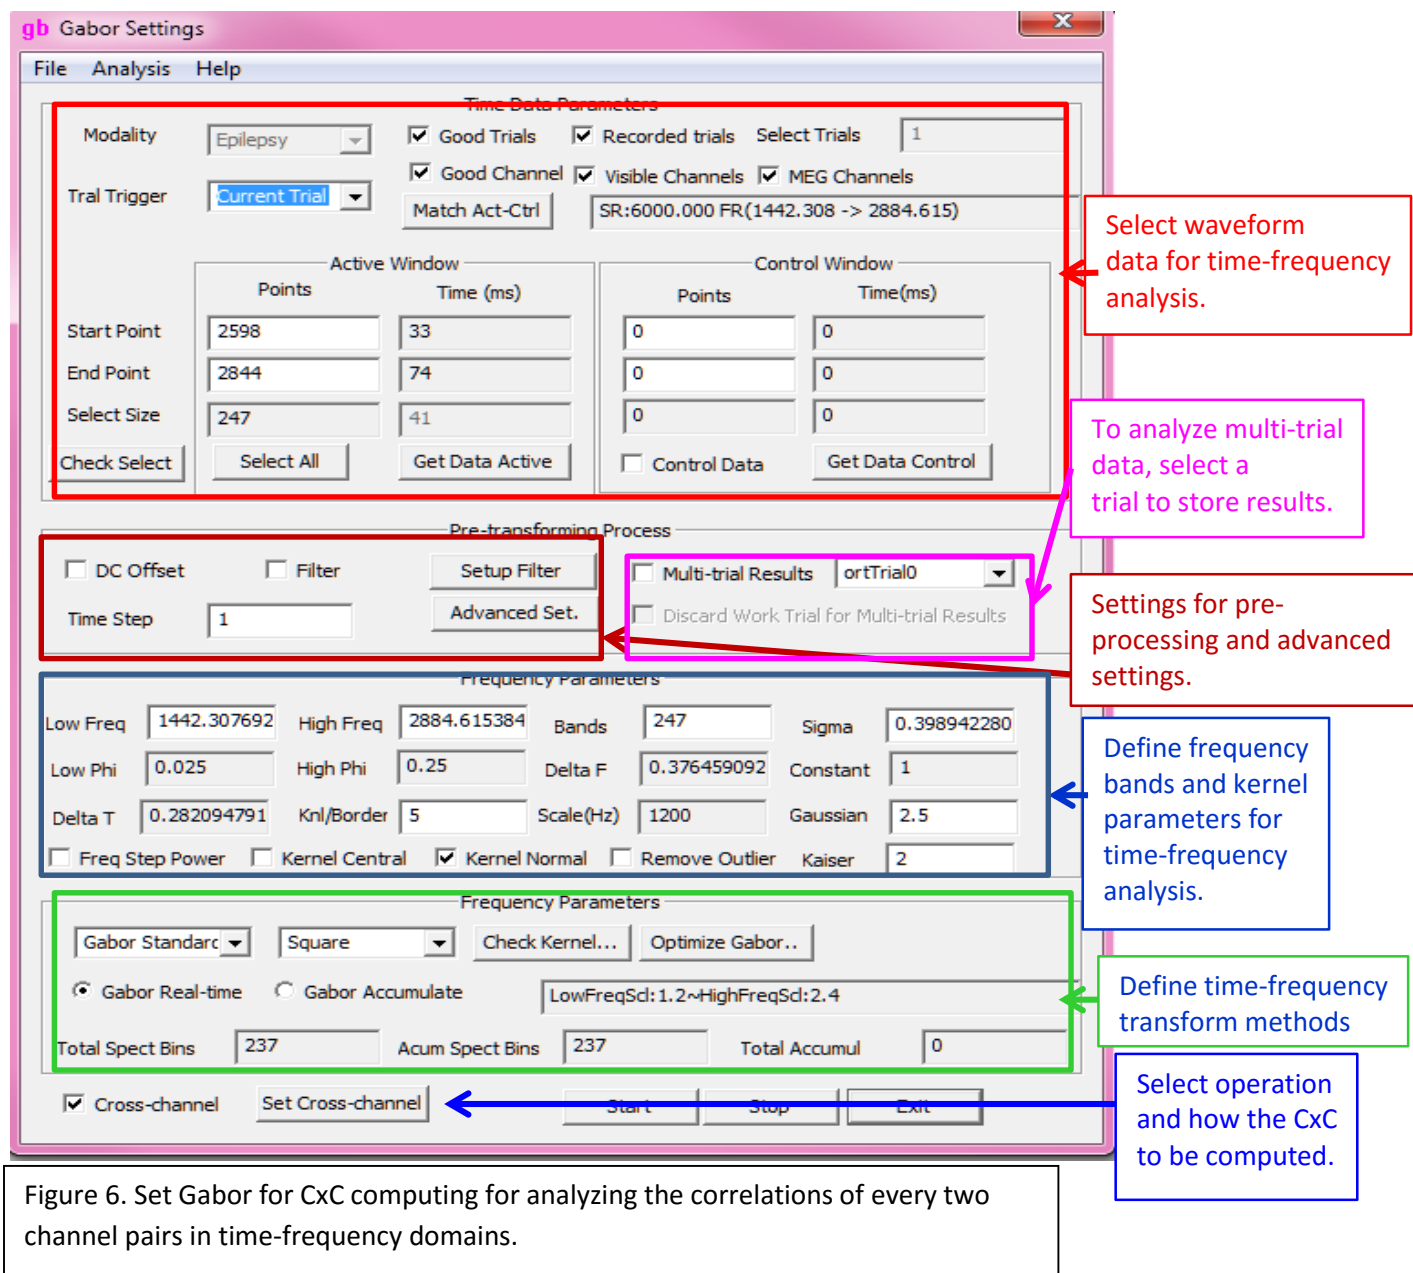 gb Gabor Settings
File Analysis Help
Time Data Parameters
Modality Epilepsy Good Trials Recorded trials Select Trials 1
Good Channel Visible Channels MEG Channels
Tral Trigger Current Trial Match Act-Ctrl SR:6000.000 FR(1442.308 -> 2884.615)
Active Window Control Window
Points Time (ms) Points Time(ms)
Start Point 2598 33 0 0
End Point 2844 74 0 0
Select Size 247 41 0 0
Check Select Select All Get Data Active Control Data Get Data Control
Select waveform
data for time-frequency
analysis.
To analyze multi-trial
data, select a
trial to store results.
Pre-transforming Process
DC Offset Filter Setup Filter Multi-trial Results ortTrial0
Time Step 1 Advanced Set. Discard Work Trial for Multi-trial Results
Settings for pre-
processing and advanced
settings.
Frequency Parameters
Low Freq 1442.307692 High Freq 2884.615384 Bands 247 Sigma 0.398942280
Low Phi 0.025 High Phi 0.25 Delta F 0.376459092 Constant 1
Delta T 0.282094791 Knl/Border 5 Scale(Hz) 1200 Gaussian 2.5
Freq Step Power Kernel Central Kernel Normal Remove Outlier Kaiser 2
Define frequency
bands and kernel
parameters for
time-frequency
analysis.
Frequency Parameters
Gabor Standarc Square Check Kernel... Optimize Gabor..
Gabor Real-time Gabor Accumulate LowFreqScl:1.2~HighFreqScl:2.4
Total Spect Bins 237 Acum Spect Bins 237 Total Accumul 0
Define time-frequency
transform methods
Cross-channel Set Cross-channel Start Stop Exit
Select operation
and how the CxC
to be computed.
Figure 6. Set Gabor for CxC computing for analyzing the correlations of every two
channel pairs in time-frequency domains.